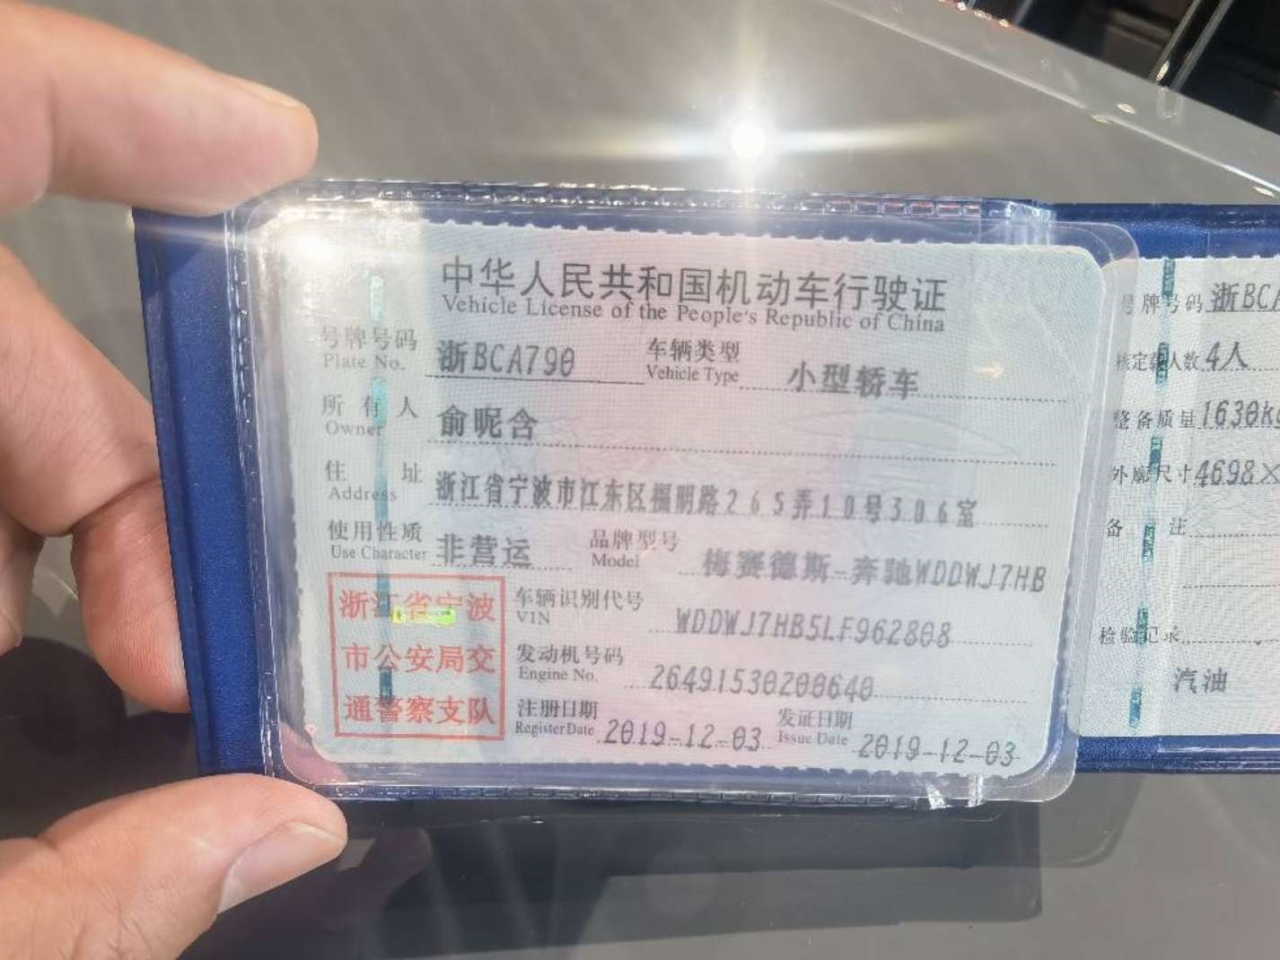 中华人民共和国机动车行驶证
Vehicle License of the People's Republic of China
号牌号码 浙BCA790 车辆类型 小型轿车
Plate No. Vehicle Type
所有人 俞昵含
Owner
住址 浙江省宁波市江东区福明路265弄10号306室
Address
使用性质 非营运 品牌型号 梅赛德斯-奔驰WDDWJ7HB
Use Character Model
浙江省宁波
市公安局交
通警察支队
车辆识别代号 WDDWJ7HB5LF962808
VIN
发动机号码 26491530200640
Engine No.
注册日期 2019-12-03 发证日期 2019-12-03
Register Date Issue Date
号牌号码 浙BCA
核定载人数 4人
整备质量 1630kg
外廓尺寸 4698×
备注
检验记录
汽油